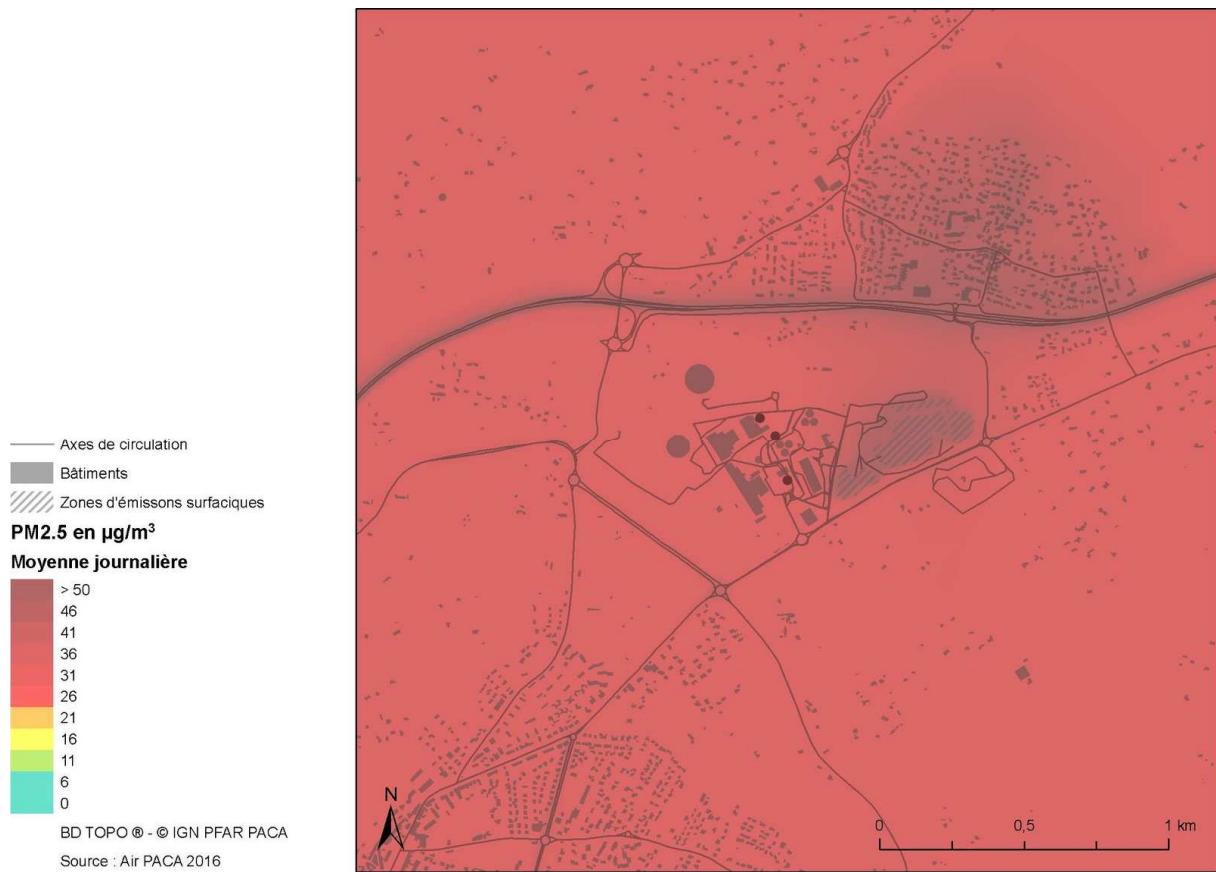 Axes de circulation
Bâtiments
Zones d'émissons surfaciques
PM2.5 en µg/m³
Moyenne journalière
> 50
46
41
36
31
26
21
16
11
6
0
BD TOPO ® - © IGN PFAR PACA
Source : Air PACA 2016
N
0 0,5 1 km